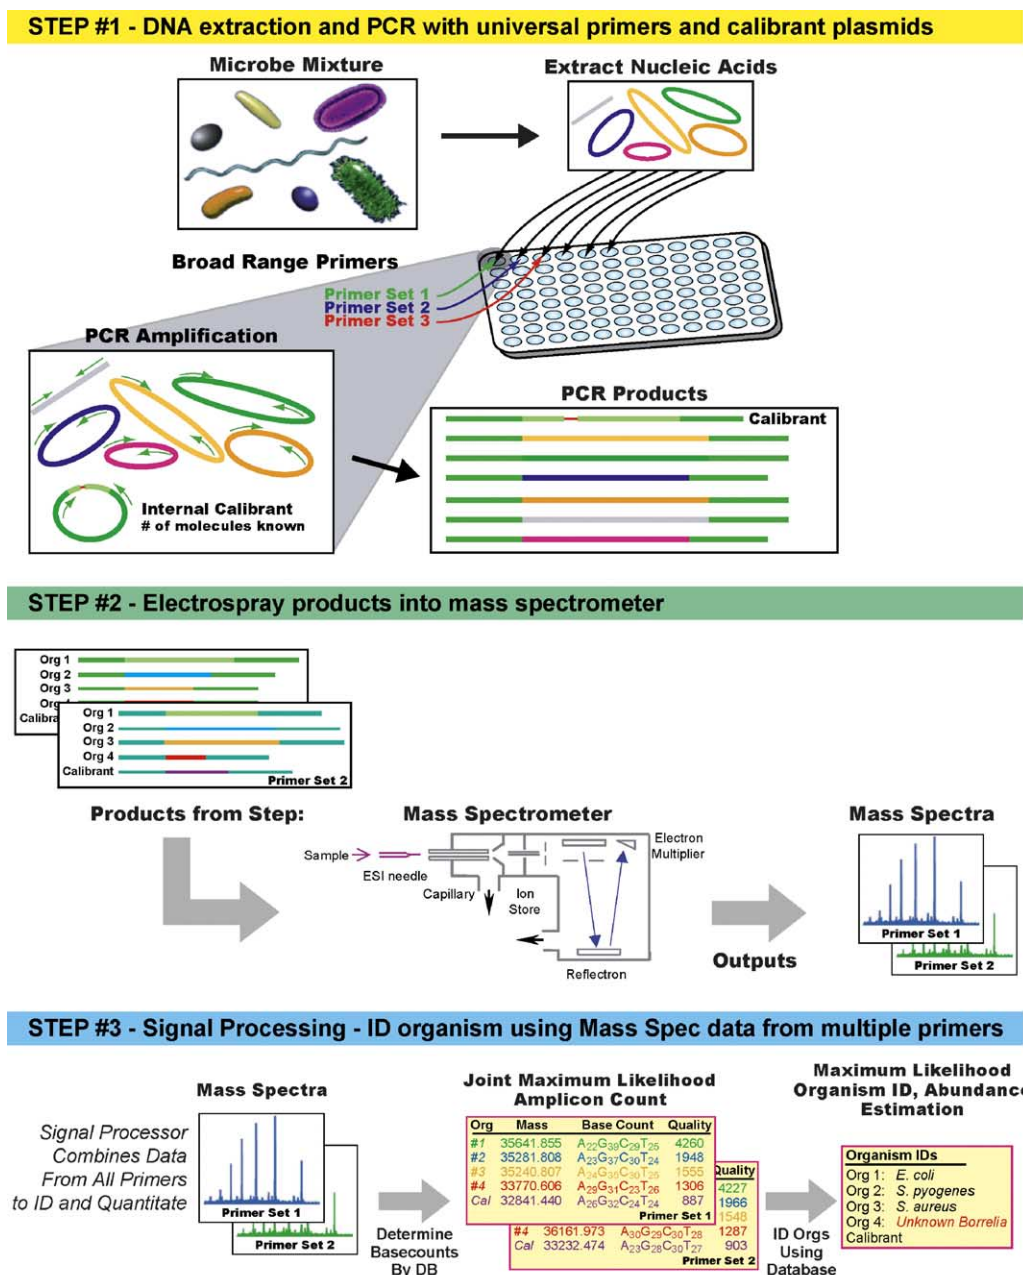 STEP #1 - DNA extraction and PCR with universal primers and calibrant plasmids
Microbe Mixture
Extract Nucleic Acids
Broad Range Primers
Primer Set 1
Primer Set 2
Primer Set 3
PCR Amplification
Internal Calibrant
# of molecules known
PCR Products
Calibrant
STEP #2 - Electrospray products into mass spectrometer
Org 1
Org 2
Org 3
Calibra
Org 1
Org 2
Org 3
Org 4
Calibrant
Primer Set 2
Products from Step:
Mass Spectrometer
Sample
ESI needle
Capillary
Ion
Store
Electron
Multiplier
Reflectron
Outputs
Mass Spectra
Primer Set 1
Primer Set 2
STEP #3 - Signal Processing - ID organism using Mass Spec data from multiple primers
Signal Processor
Combines Data
From All Primers
to ID and Quantitate
Mass Spectra
Primer Set 1
Primer Set 2
Determine
Basecounts
By DB
Joint Maximum Likelihood
Amplicon Count
Org Mass Base Count Quality
#1 35641.855 A22G39C29T25 4260
#2 35281.808 A23G37C30T24 1948
#3 35240.807 1555
#4 33770.606 A29G31C23T26 1306
Cal 32841.440 A26G32C24T24 887
Primer Set 1
Quality
4227
1966
1548
#4 36161.973 A30G29C30T28 1287
Cal 33232.474 A23G28C30T27 903
Primer Set 2
ID Orgs
Using
Database
Maximum Likelihood
Organism ID, Abundance
Estimation
Organism IDs
Org 1: E. coli
Org 2: S. pyogenes
Org 3: S. aureus
Org 4: Unknown Borrelia
Calibrant